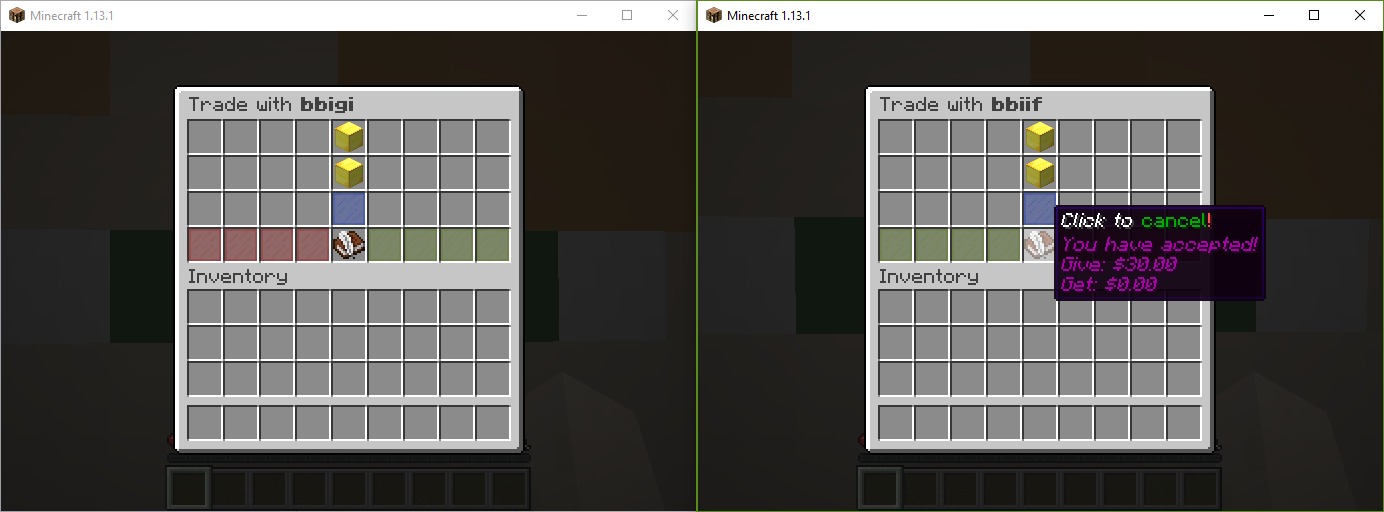 Minecraft 1.13.1
Trade with bbigi
Inventory
Minecraft 1.13.1
Trade with bbiif
Click to cancel!
You have accepted!
Give: $30.00
Get: $0.00
Inventory